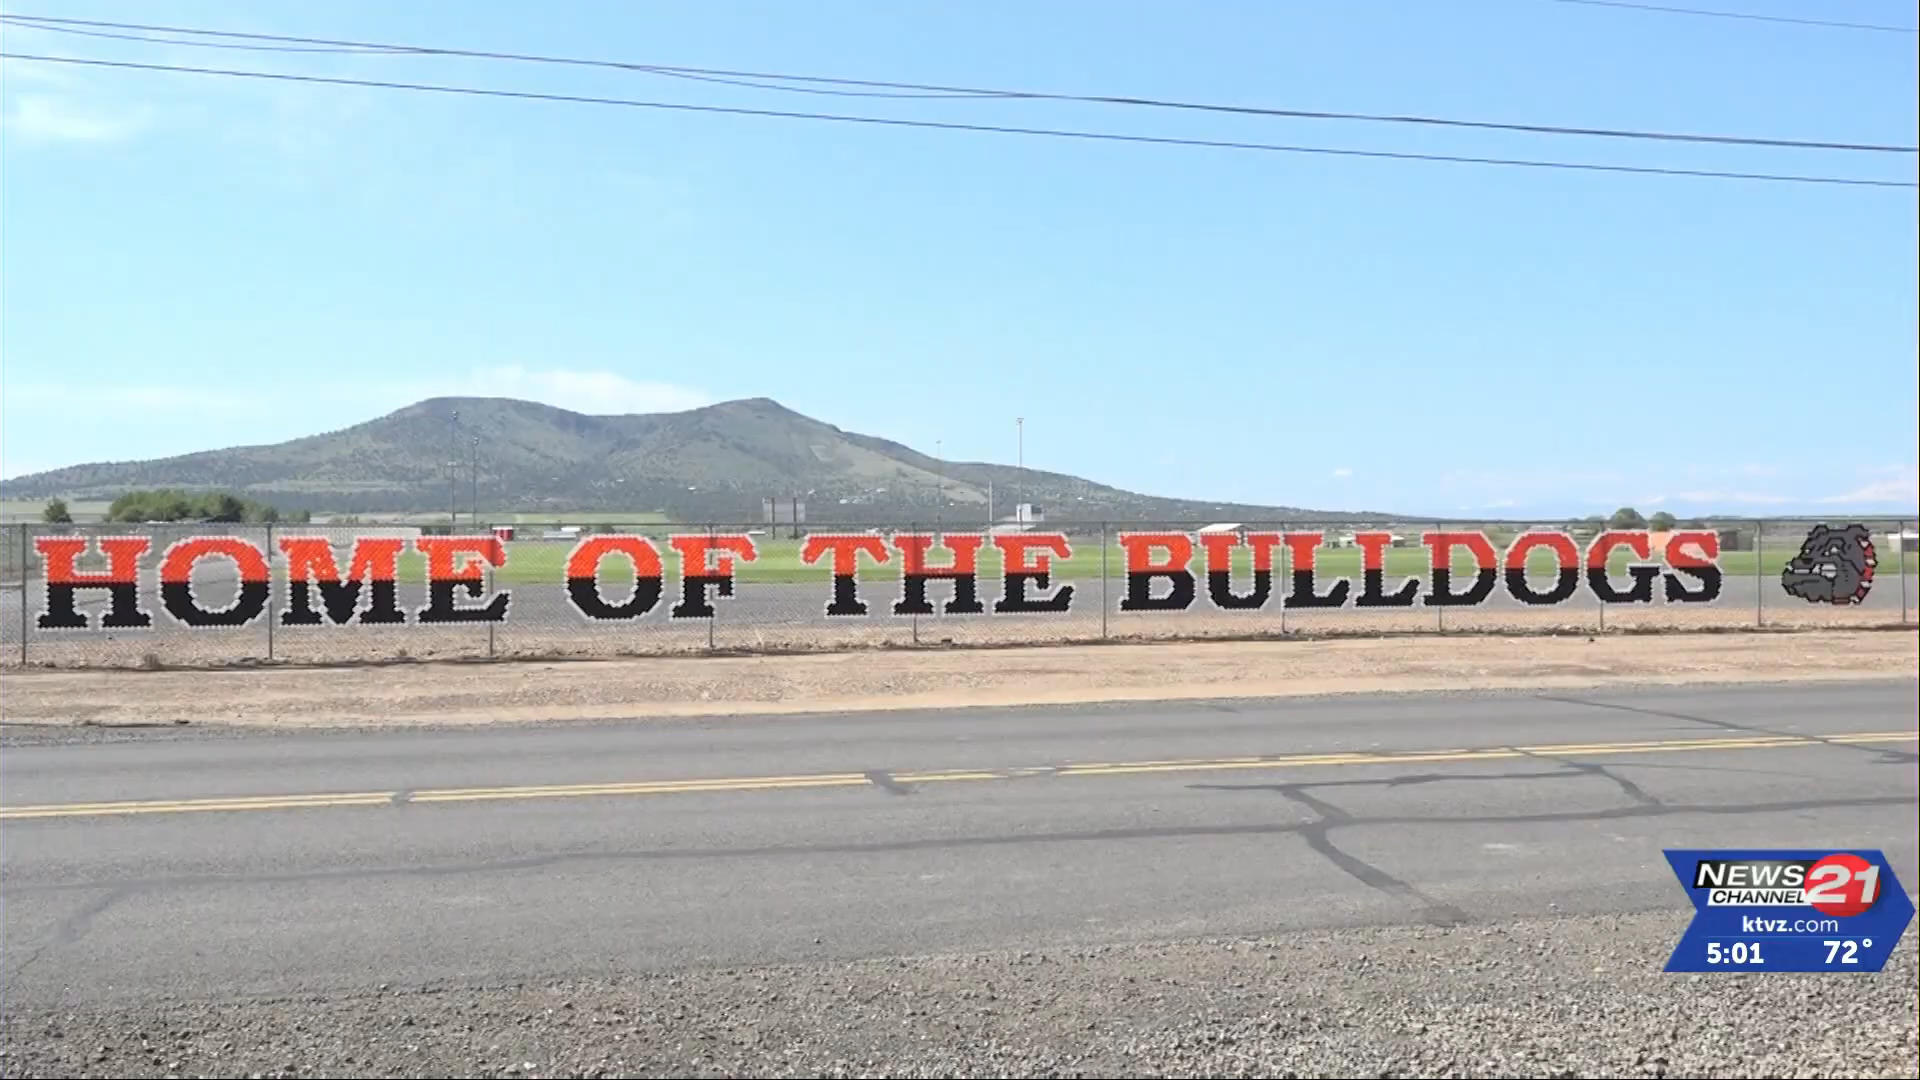 HOME OF THE BULLDOGS
NEWS
CHANNEL 21
ktvz.com
5:01 72°